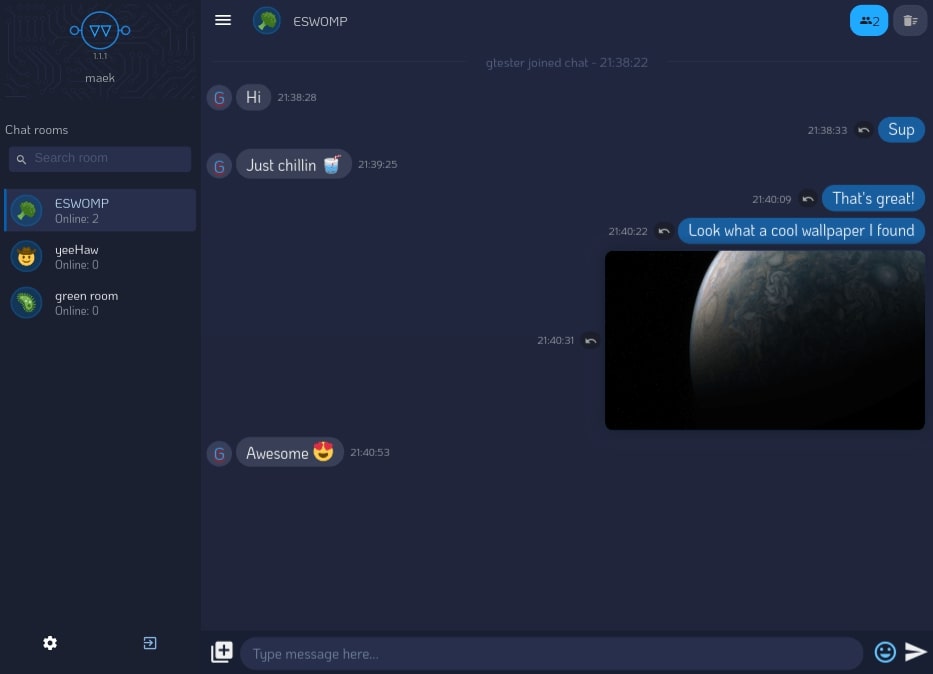 1.1.1
maek
Chat rooms
Search room
ESWOMP
Online: 2
yeeHaw
Online: 0
green room
Online: 0
ESWOMP
2
gtester joined chat - 21:38:22
G Hi 21:38:28
21:38:33 Sup
G Just chillin 🥤 21:39:25
21:40:09 That's great!
21:40:22 Look what a cool wallpaper I found
21:40:31
G Awesome 😍 21:40:53
Type message here...